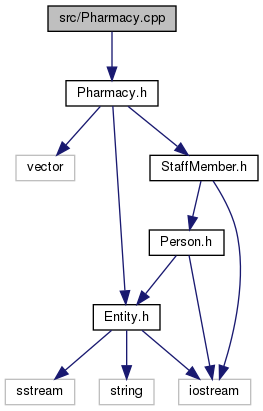 src/Pharmacy.cpp
Pharmacy.h
vector
StaffMember.h
Person.h
Entity.h
sstream
string
iostream